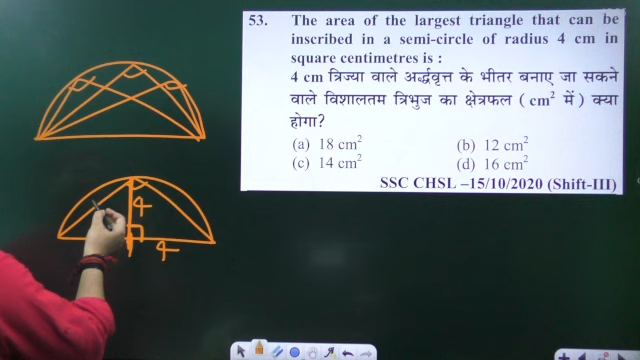 53. The area of the largest triangle that can be
inscribed in a semi-circle of radius 4 cm in
square centimetres is :
4 cm त्रिज्या वाले अर्द्धवृत्त के भीतर बनाए जा सकने
वाले विशालतम त्रिभुज का क्षेत्रफल ( cm² में ) क्या
होगा?
(a) 18 cm² (b) 12 cm²
(c) 14 cm² (d) 16 cm²
SSC CHSL –15/10/2020 (Shift-III)
4
4